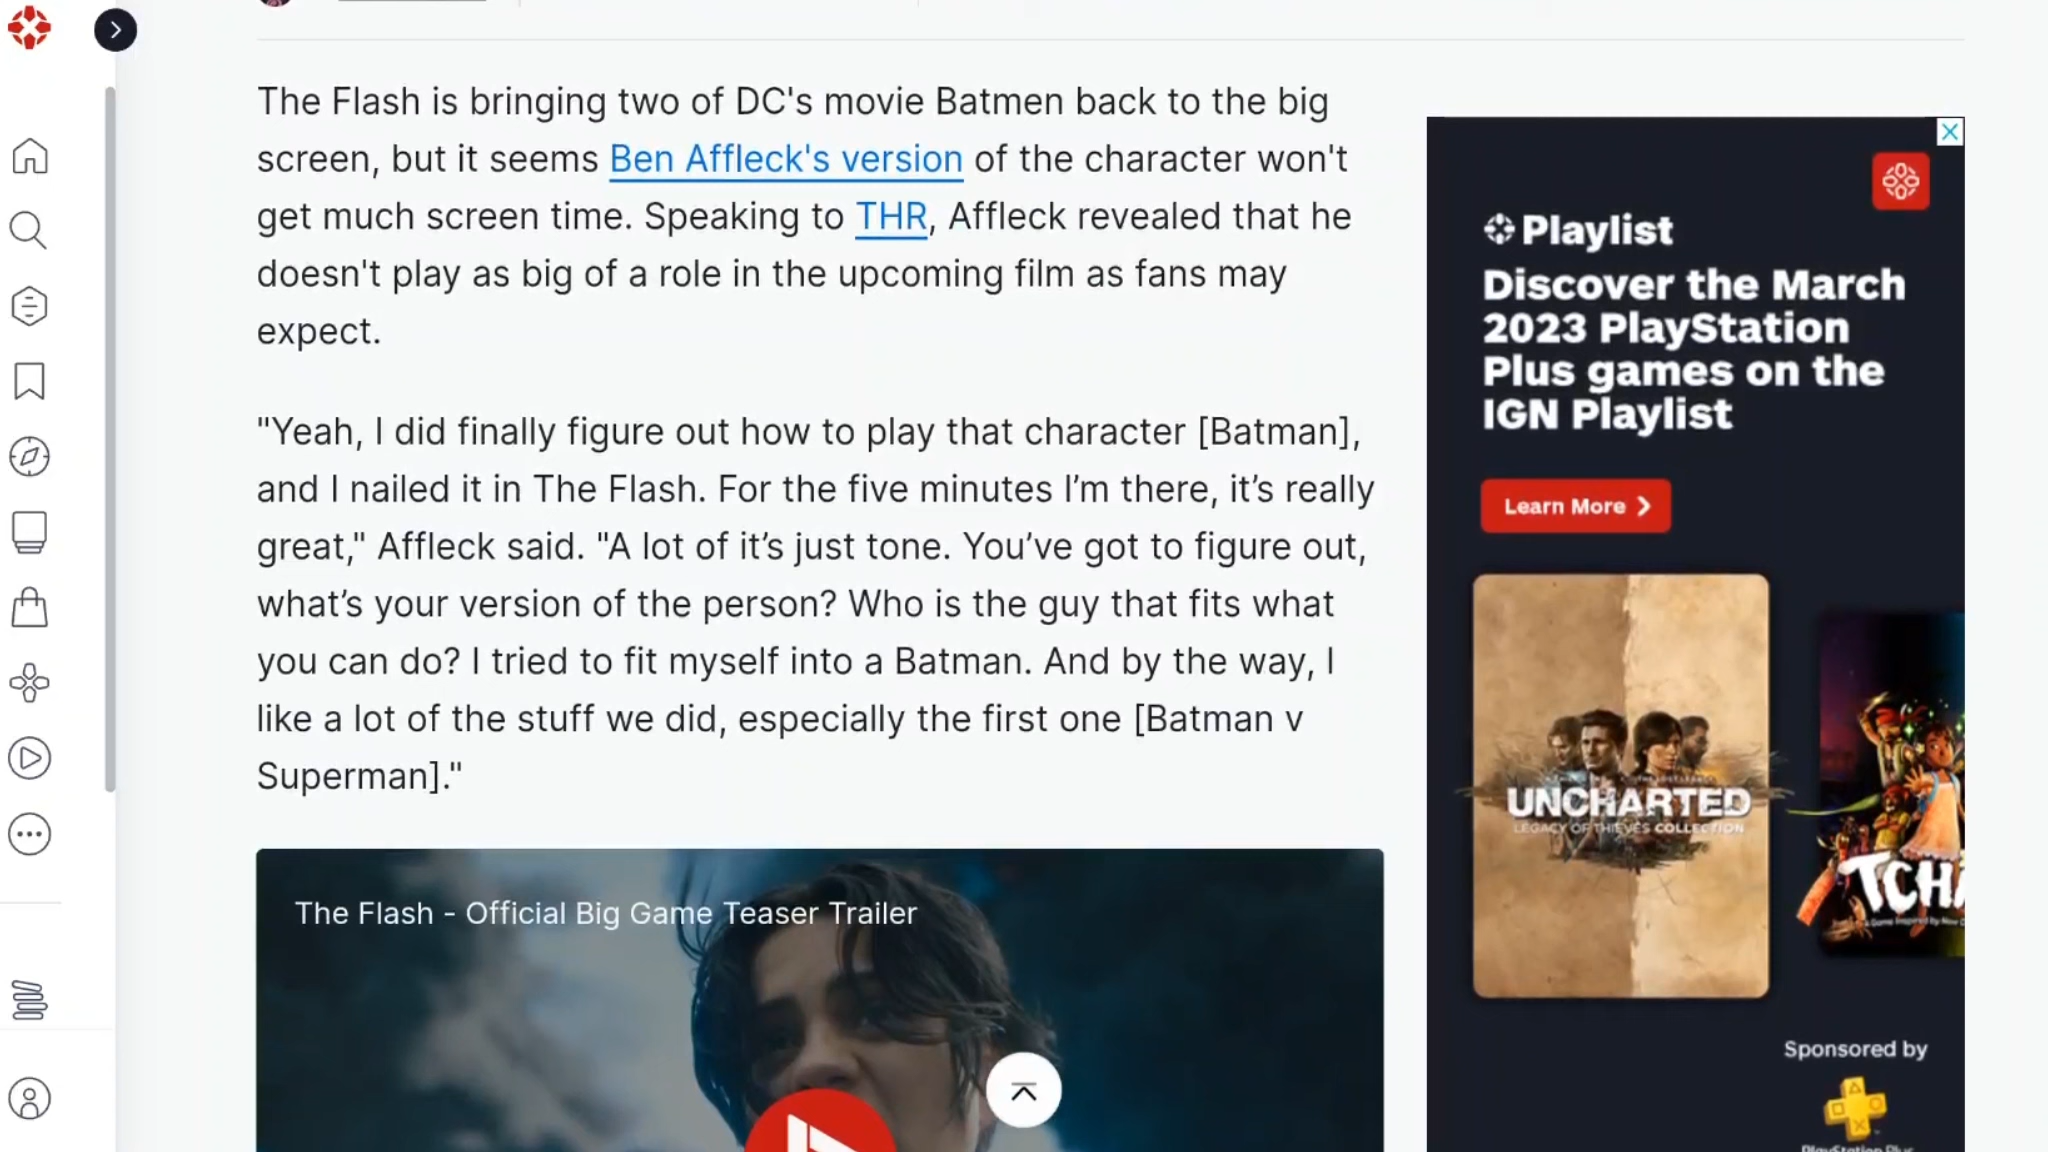 The Flash is bringing two of DC's movie Batmen back to the big
screen, but it seems Ben Affleck's version of the character won't
get much screen time. Speaking to THR, Affleck revealed that he
doesn't play as big of a role in the upcoming film as fans may
expect.
"Yeah, I did finally figure out how to play that character [Batman],
and I nailed it in The Flash. For the five minutes I’m there, it’s really
great," Affleck said. "A lot of it’s just tone. You’ve got to figure out,
what’s your version of the person? Who is the guy that fits what
you can do? I tried to fit myself into a Batman. And by the way, I
like a lot of the stuff we did, especially the first one [Batman v
Superman]."
The Flash - Official Big Game Teaser Trailer
Playlist
Discover the March
2023 PlayStation
Plus games on the
IGN Playlist
Learn More
UNCHARTED
LEGACY OF THIEVES COLLECTION
TCHI
Sponsored by
PlayStation Plus